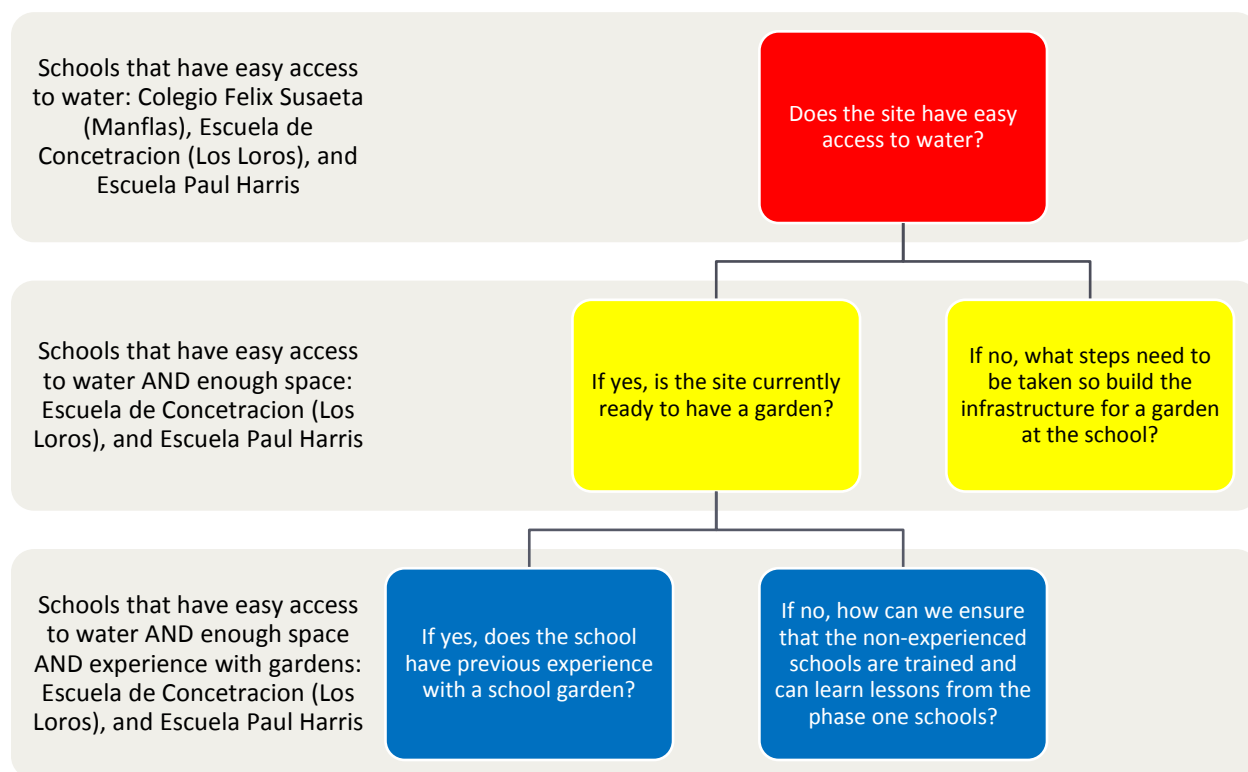 Schools that have easy access
to water: Colegio Felix Susaeta
(Manflas), Escuela de
Concetracion (Los Loros), and
Escuela Paul Harris
Does the site have easy
access to water?
Schools that have easy access
to water AND enough space:
Escuela de Concetracion (Los
Loros), and Escuela Paul Harris
If yes, is the site currently
ready to have a garden?
If no, what steps need to
be taken so build the
infrastructure for a garden
at the school?
Schools that have easy access
to water AND enough space
AND experience with gardens:
Escuela de Concetracion (Los
Loros), and Escuela Paul Harris
If yes, does the school
have previous experience
with a school garden?
If no, how can we ensure
that the non-experienced
schools are trained and
can learn lessons from the
phase one schools?